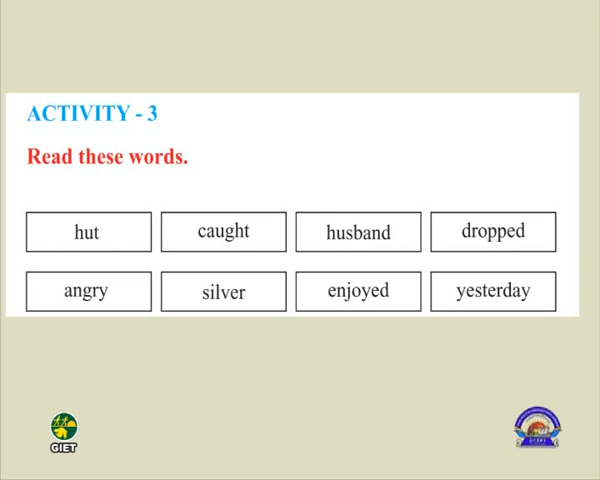 ACTIVITY - 3
Read these words.
hut caught husband dropped
angry silver enjoyed yesterday
GIET